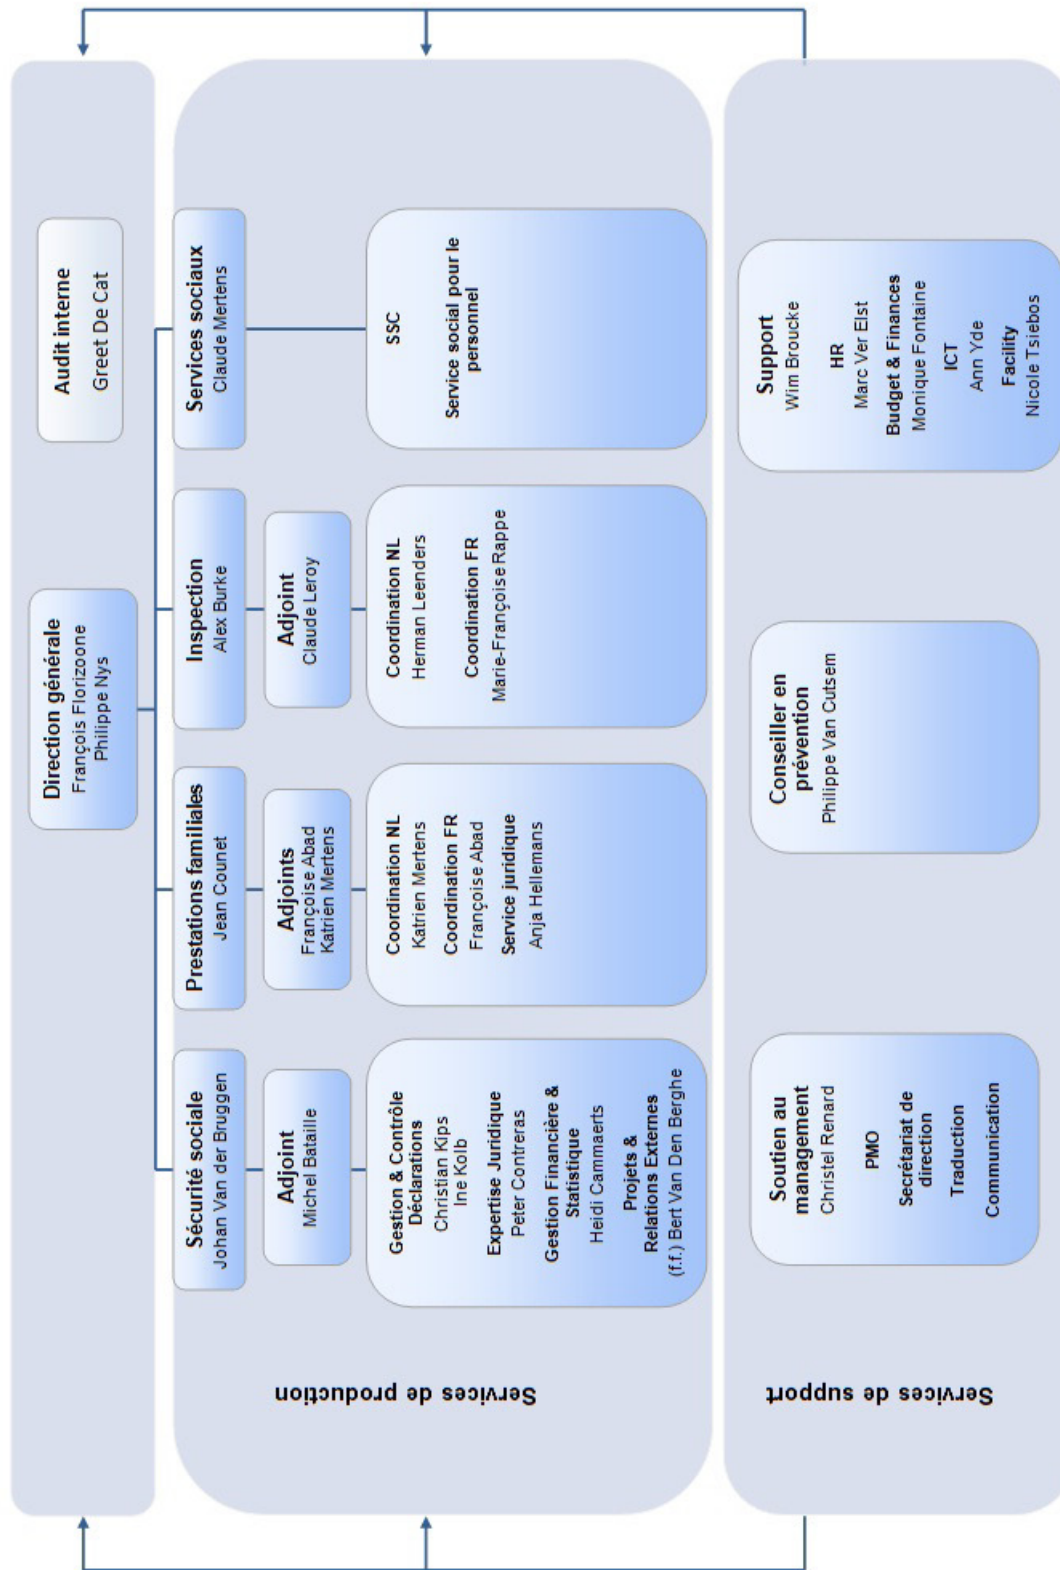 Direction générale
François Florizoone
Philippe Nys
Audit interne
Greet De Cat
Services de production
Sécurité sociale
Johan Van der Bruggen
Adjoint
Michel Bataille
Gestion & Contrôle
Déclarations
Christian Kips
Ine Kolb
Expertise Juridique
Peter Contreras
Gestion Financière &
Statistique
Heidi Cammaerts
Projets &
Relations Externes
(f.f.) Bert Van Den Berghe
Prestations familiales
Jean Counet
Adjoints
Françoise Abad
Katrien Mertens
Coordination NL
Katrien Mertens
Coordination FR
Françoise Abad
Service juridique
Anja Hellemans
Inspection
Alex Burke
Adjoint
Claude Leroy
Coordination NL
Herman Leenders
Coordination FR
Marie-Françoise Rappe
Services sociaux
Claude Mertens
SSC
Service social pour le
personnel
Services de support
Soutien au
management
Christel Renard
PMO
Secrétariat de
direction
Traduction
Communication
Conseiller en
prévention
Philippe Van Cutsem
Support
Wim Broucke
HR
Marc Ver Elst
Budget & Finances
Monique Fontaine
ICT
Ann Yde
Facility
Nicole Tsiebos